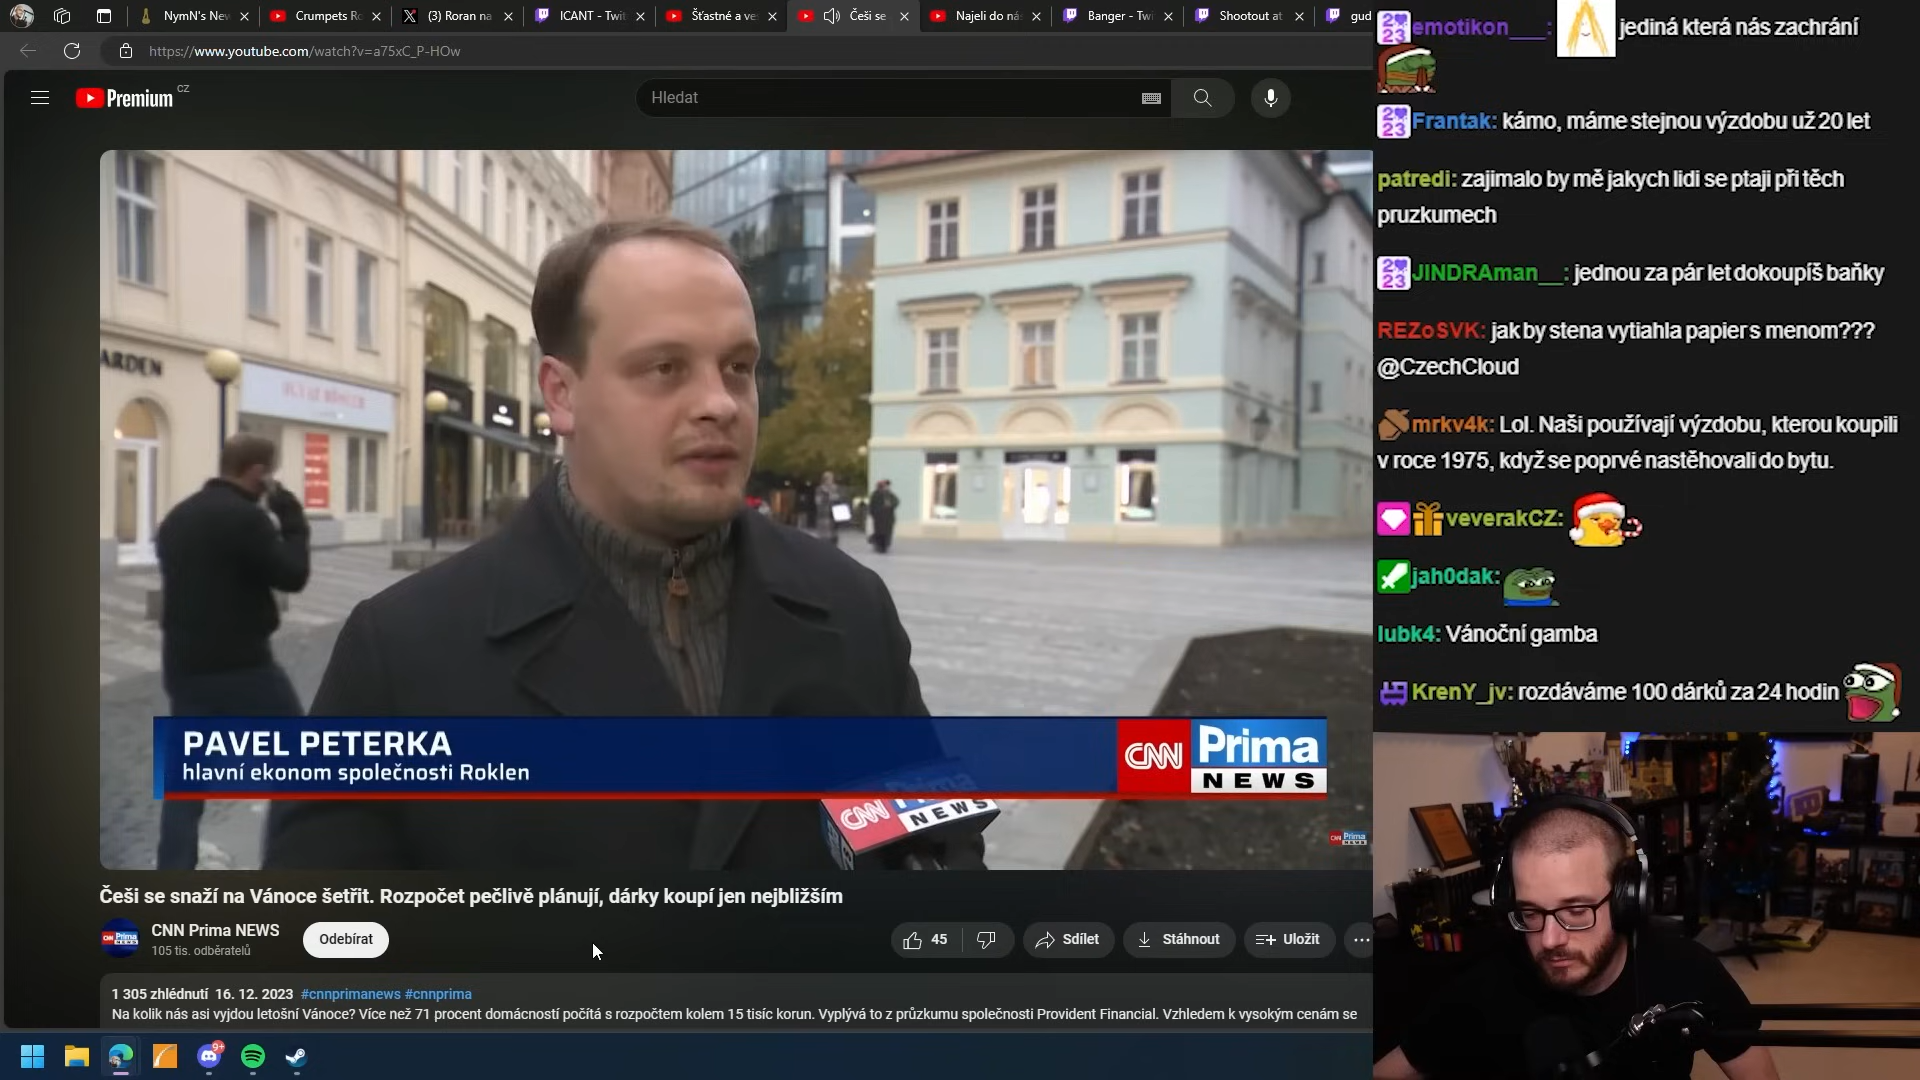 NymN's New
Crumpets Ro
(3) Roran na
ICANT - Twit
Šťastné a ve
Češi se
Najeli do ná
Banger - Twi
Shootout at
gud
https://www.youtube.com/watch?v=a75xC_P-HOw
Premium CZ
Hledat
ARDEN
PAVEL PETERKA
hlavní ekonom společnosti Roklen
CNN Prima
NEWS
CNN Prima
NEWS
Češi se snaží na Vánoce šetřit. Rozpočet pečlivě plánují, dárky koupí jen nejbližším
CNN Prima NEWS
105 tis. odběratelů
Odebírat
45
Sdílet
Stáhnout
Uložit
1 305 zhlédnutí 16. 12. 2023 #cnnprimanews #cnnprima
Na kolik nás asi vyjdou letošní Vánoce? Více než 71 procent domácností počítá s rozpočtem kolem 15 tisíc korun. Vyplývá to z průzkumu společnosti Provident Financial. Vzhledem k vysokým cenám se
9+
emotikon___: jediná která nás zachrání
Frantak: kámo, máme stejnou výzdobu už 20 let
patredi: zajimalo by mě jakych lidi se ptaji při těch
pruzkumech
JINDRAman__: jednou za pár let dokoupíš baňky
REZoSVK: jak by stena vytiahla papier s menom???
@CzechCloud
mrkv4k: Lol. Naši používají výzdobu, kterou koupili
v roce 1975, když se poprvé nastěhovali do bytu.
veverakCZ:
jah0dak:
lubk4: Vánoční gamba
KrenY_jv: rozdáváme 100 dárků za 24 hodin